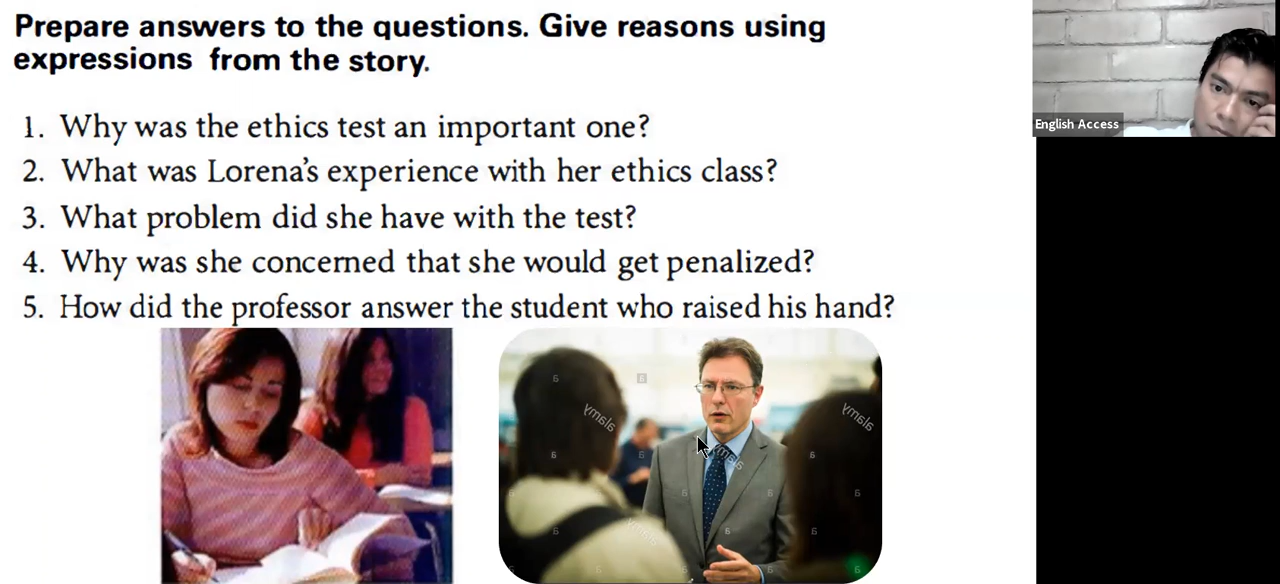 Prepare answers to the questions. Give reasons using
expressions from the story.
1. Why was the ethics test an important one?
2. What was Lorena's experience with her ethics class?
3. What problem did she have with the test?
4. Why was she concerned that she would get penalized?
5. How did the professor answer the student who raised his hand?
English Access
alamy
alamy
alamy
a
a
a
a
a
a
a
a
a